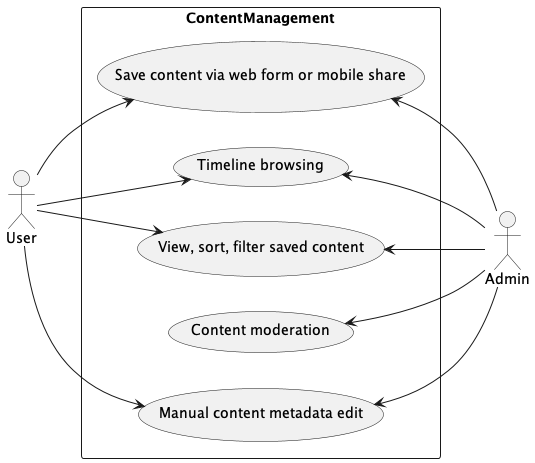 ContentManagement
Save content via web form or mobile share
Timeline browsing
User
View, sort, filter saved content
Admin
Content moderation
Manual content metadata edit